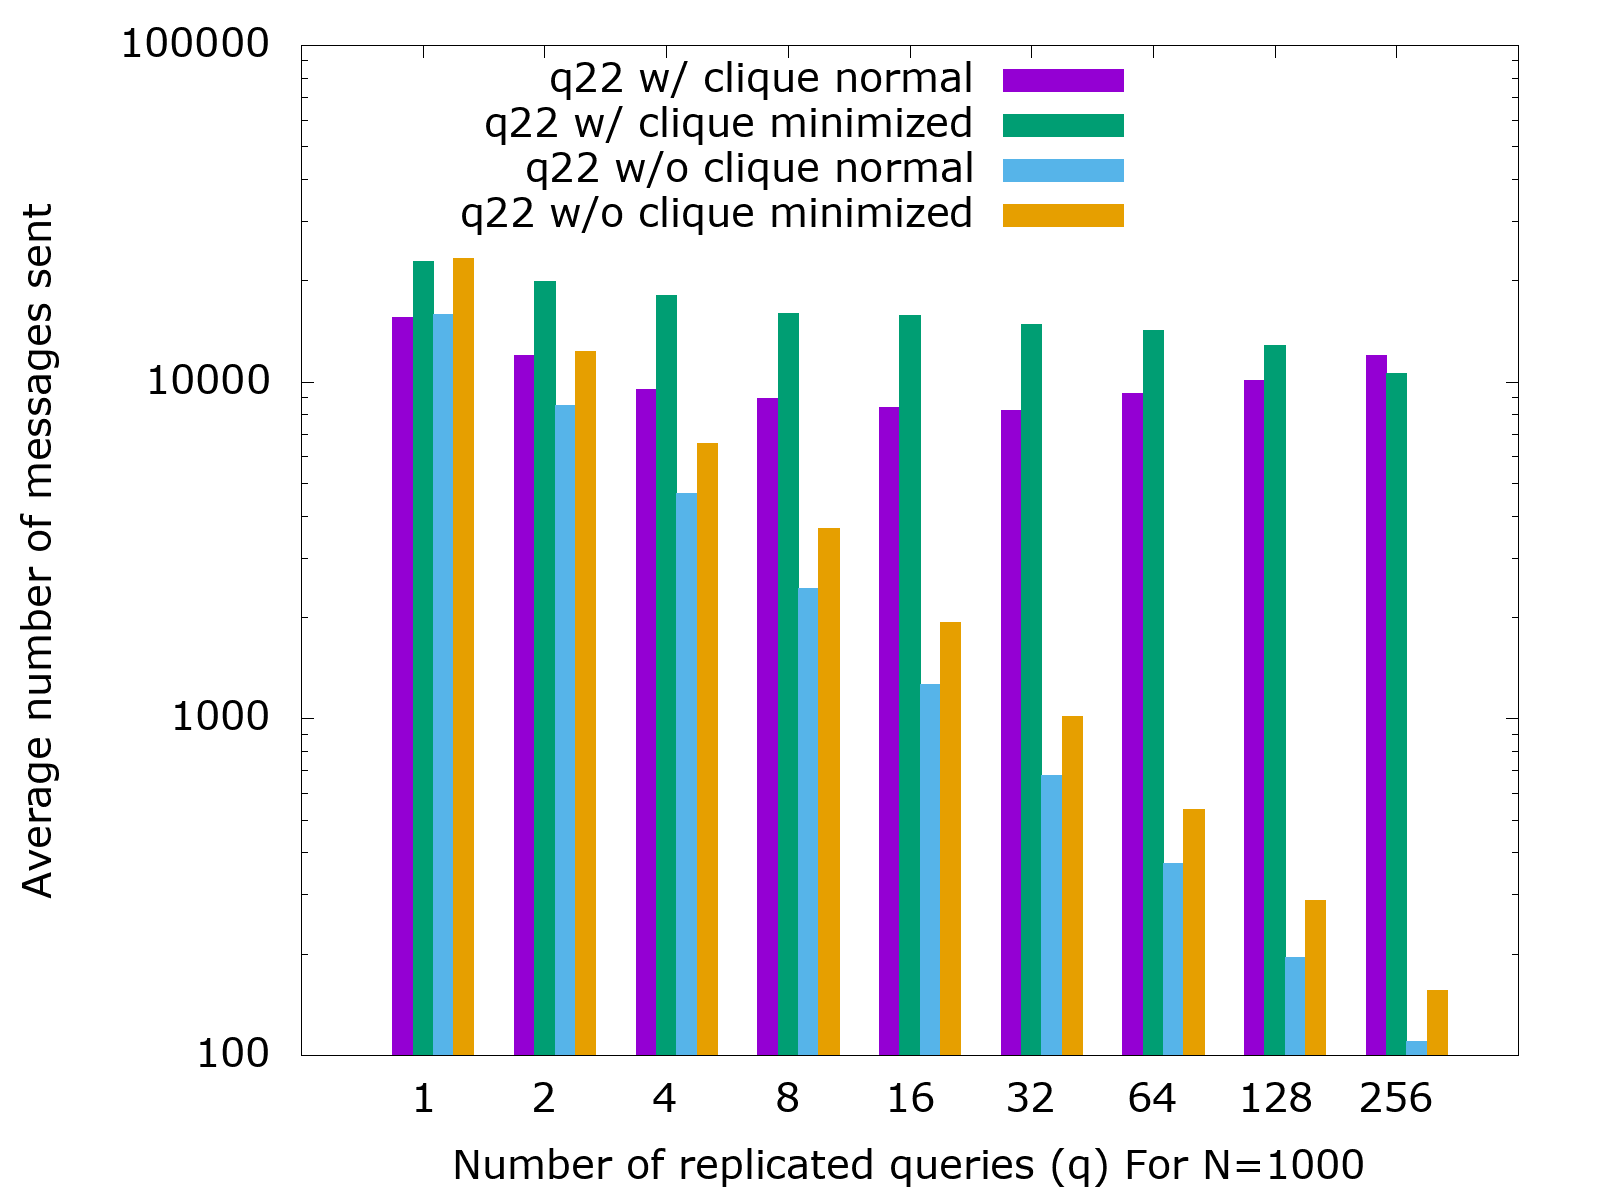 100000
10000
1000
100
Average number of messages sent
q22 w/ clique normal
q22 w/ clique minimized
q22 w/o clique normal
q22 w/o clique minimized
1 2 4 8 16 32 64 128 256
Number of replicated queries (q) For N=1000